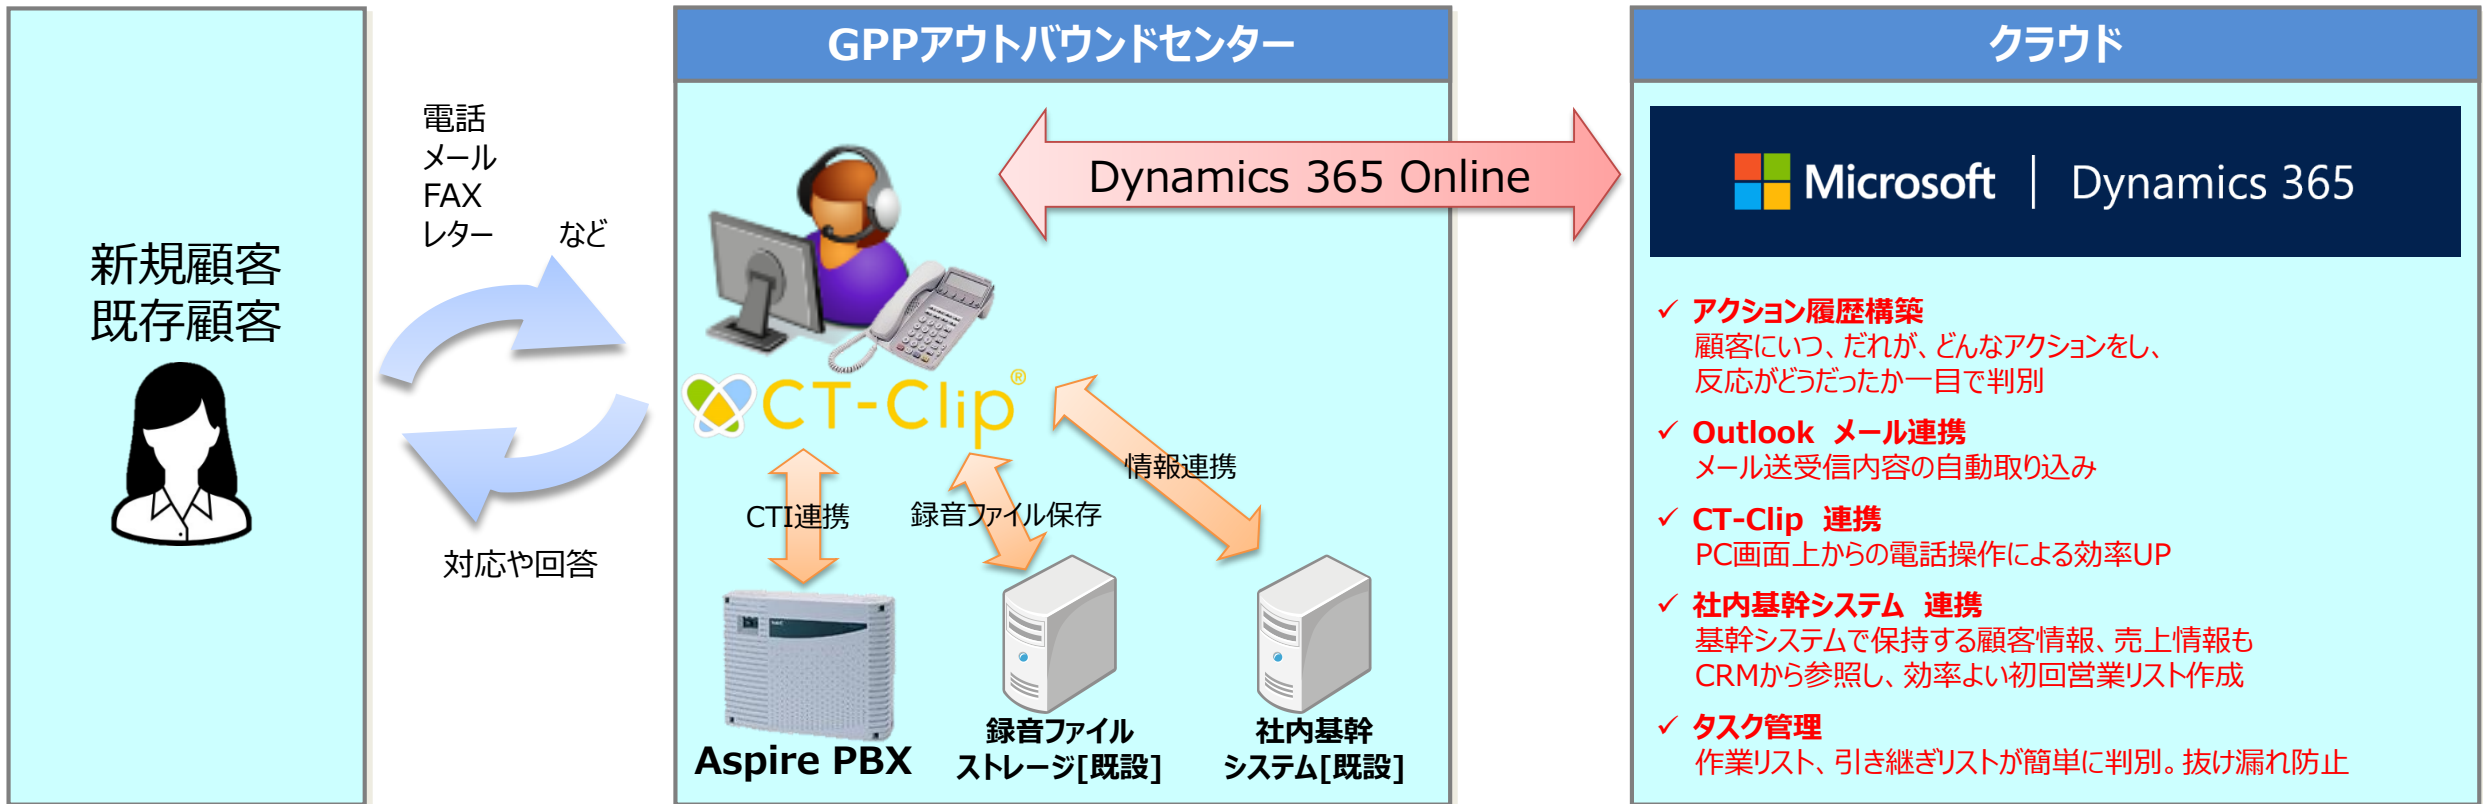 新規顧客
既存顧客
電話
メール
FAX
レター　　など
対応や回答
GPPアウトバウンドセンター
Dynamics 365 Online
CT-Clip®
CTI連携
録音ファイル保存
情報連携
Aspire PBX
録音ファイル
ストレージ[既設]
社内基幹
システム[既設]
クラウド
Microsoft | Dynamics 365
✓ アクション履歴構築
顧客にいつ、だれが、どんなアクションをし、
反応がどうだったか一目で判別
✓ Outlook　メール連携
メール送受信内容の自動取り込み
✓ CT-Clip　連携
PC画面上からの電話操作による効率UP
✓ 社内基幹システム　連携
基幹システムで保持する顧客情報、売上情報も
CRMから参照し、効率よい初回営業リスト作成
✓ タスク管理
作業リスト、引き継ぎリストが簡単に判別。抜け漏れ防止